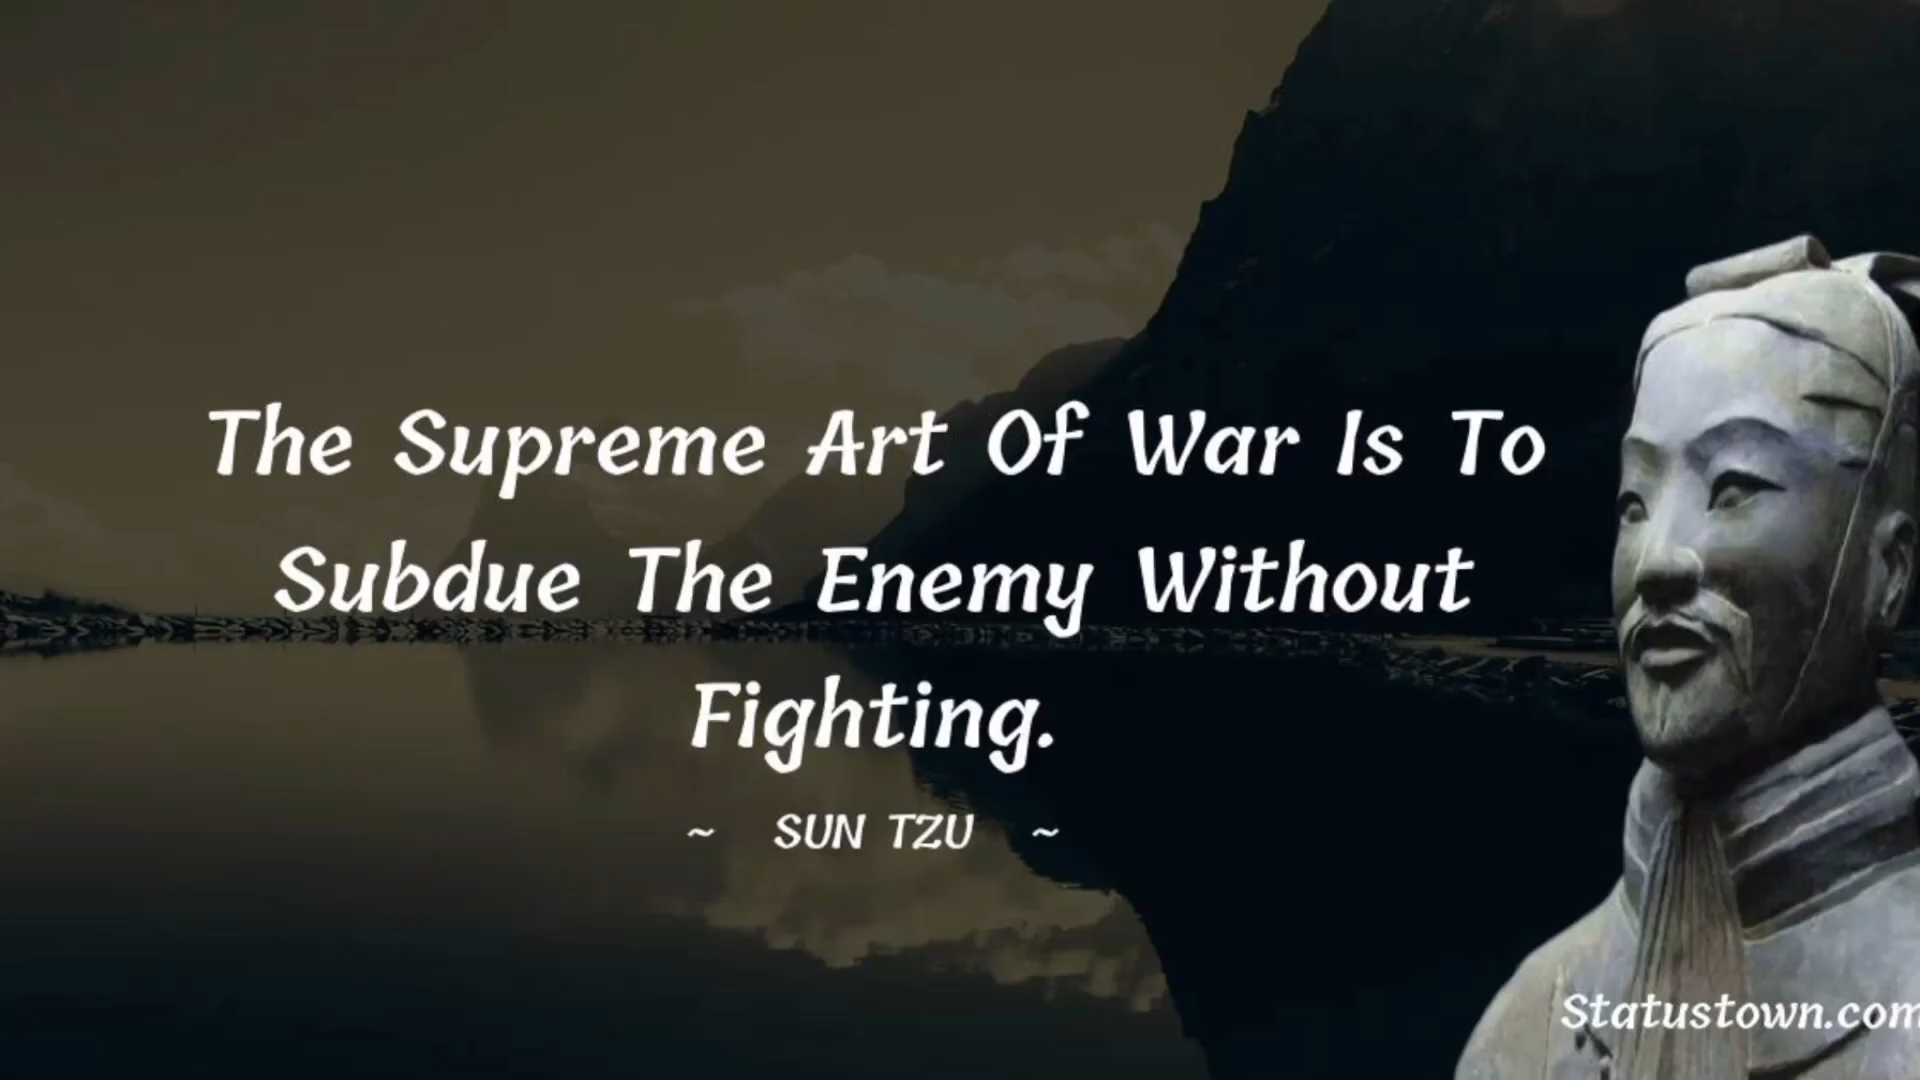 The Supreme Art Of War Is To
Subdue The Enemy Without
Fighting.
~ SUN TZU ~
Statustown.com